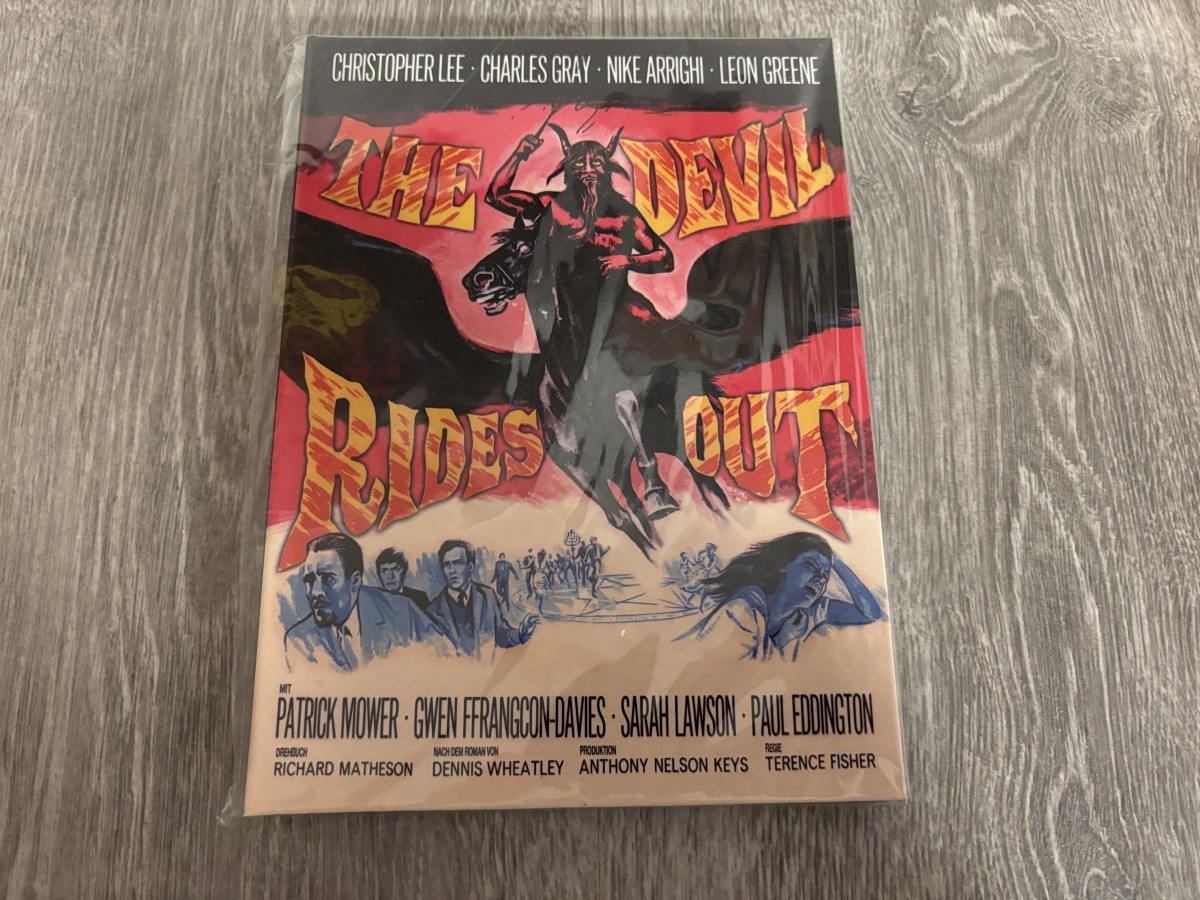 CHRISTOPHER LEE · CHARLES GRAY · NIKE ARRIGHI · LEON GREENE
THE DEVIL
RIDES OUT
MIT
PATRICK MOWER · GWEN FFRANGCON-DAVIES · SARAH LAWSON · PAUL EDDINGTON
DREHBUCH NACH DEM ROMAN VON PRODUKTION REGIE
RICHARD MATHESON DENNIS WHEATLEY ANTHONY NELSON KEYS TERENCE FISHER